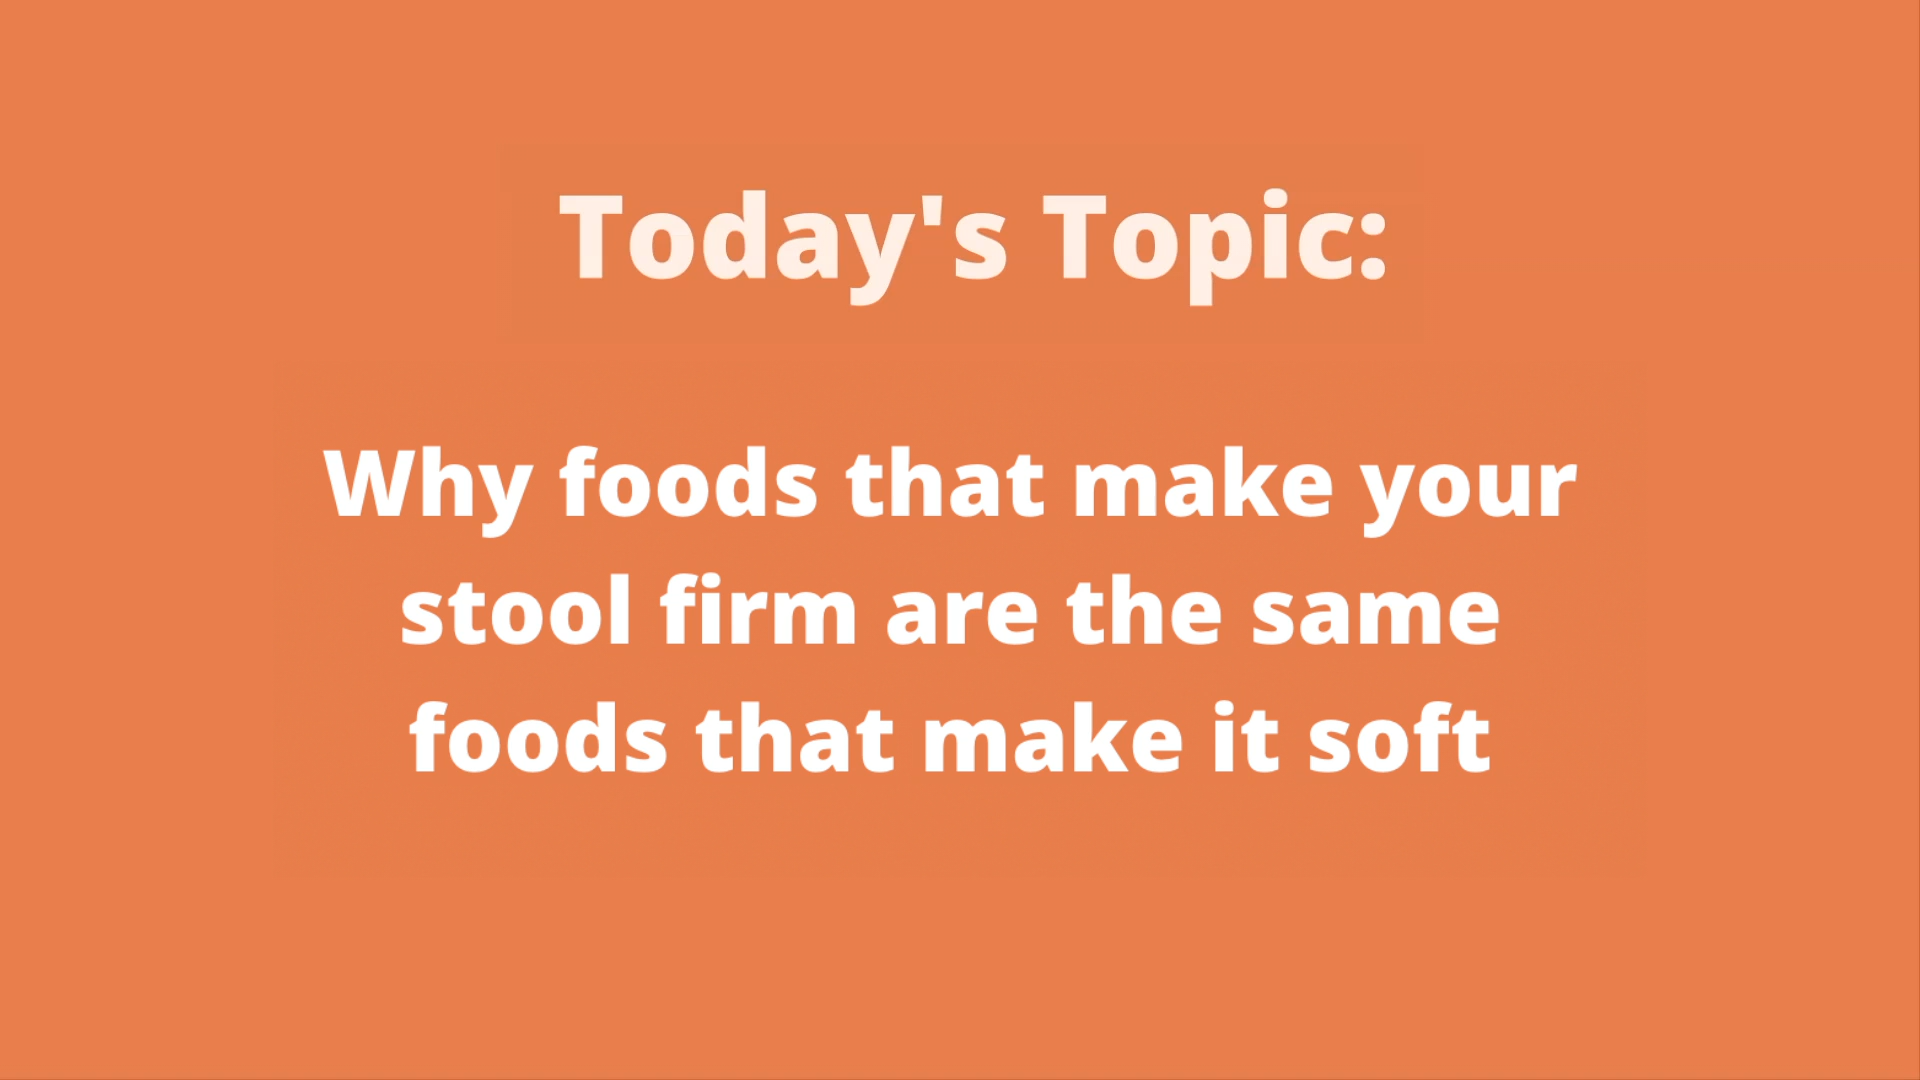 Today's Topic:
Why foods that make your
stool firm are the same
foods that make it soft